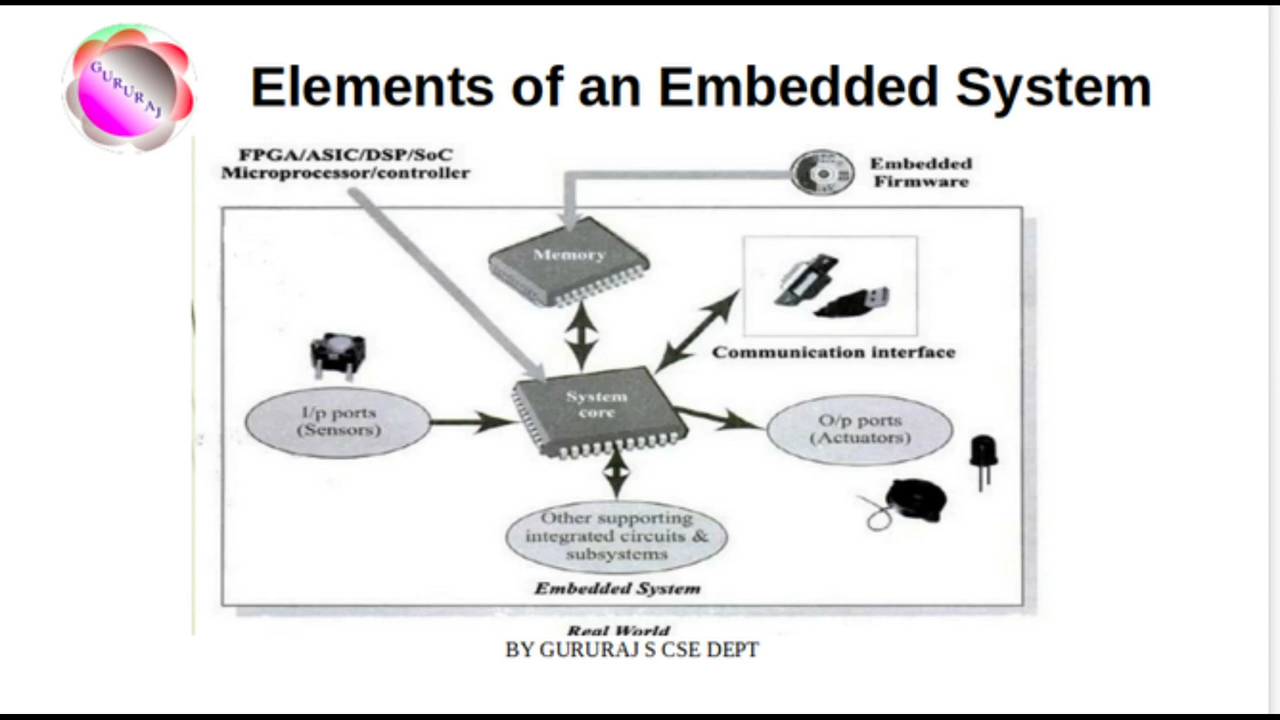 GURURAJ
Elements of an Embedded System
FPGA/ASIC/DSP/SoC
Microprocessor/controller
Embedded
Firmware
Memory
Communication interface
System
core
I/p ports
(Sensors)
O/p ports
(Actuators)
Other supporting
integrated circuits &
subsystems
Embedded System
Real World
BY GURURAJ S CSE DEPT